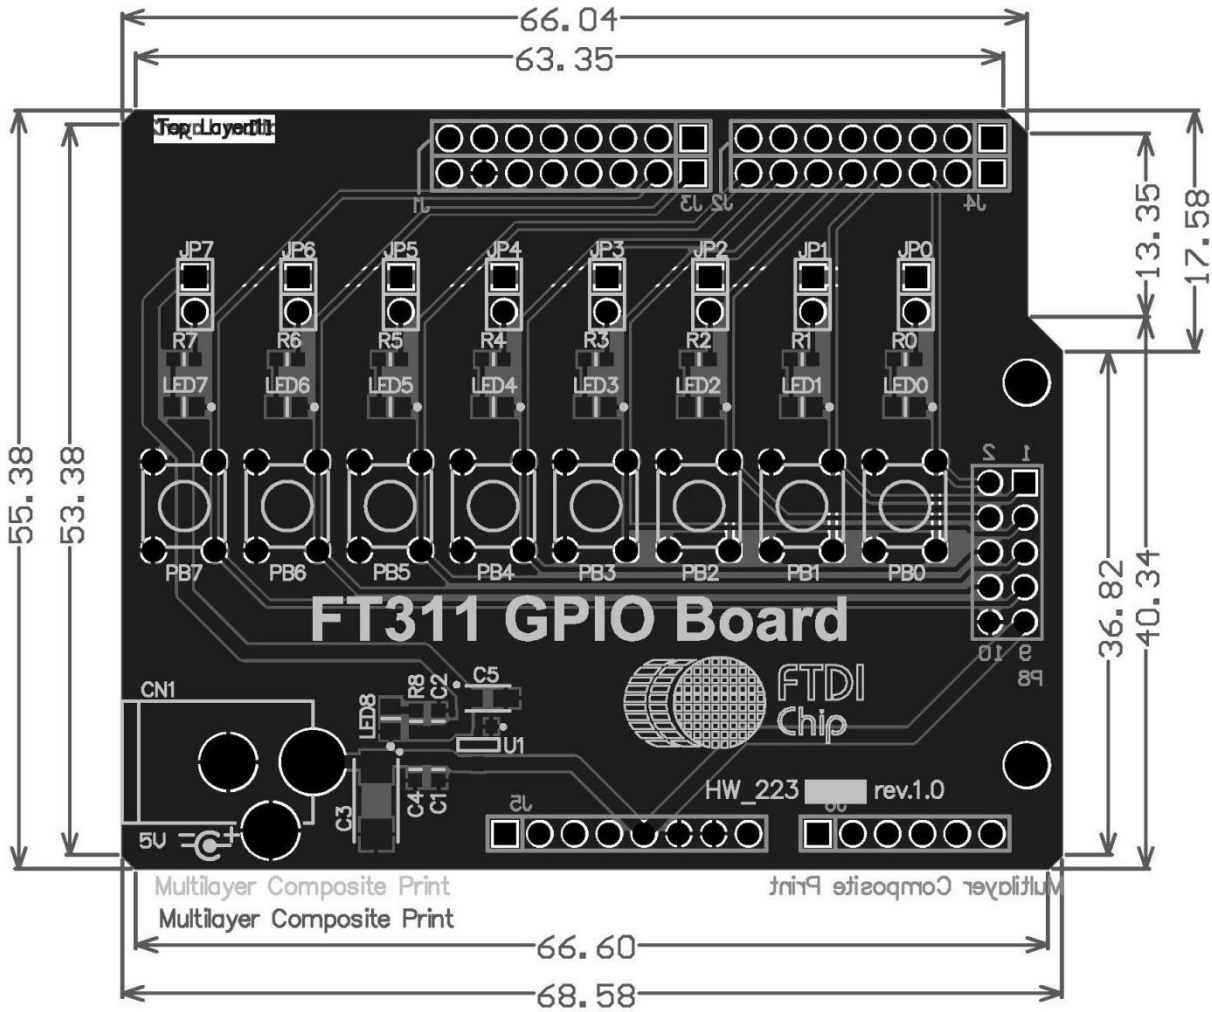 66.04
63.35
Top Layer
J1
J3
J2
J4
13.35
17.58
JP7 JP6 JP5 JP4 JP3 JP2 JP1 JP0
R7 R6 R5 R4 R3 R2 R1 R0
LED7 LED6 LED5 LED4 LED3 LED2 LED1 LED0
55.38
53.38
2 1
PB7 PB6 PB5 PB4 PB3 PB2 PB1 PB0
36.82
40.34
FT311 GPIO Board
10 9
P8
CN1
LED8
R8
C2
C5
FTDI
Chip
U1
C3
C4
C1
HW_223 rev.1.0
J5
5V
+
Multilayer Composite Print
Multilayer Composite Print
Multilayer Composite Print
66.60
68.58